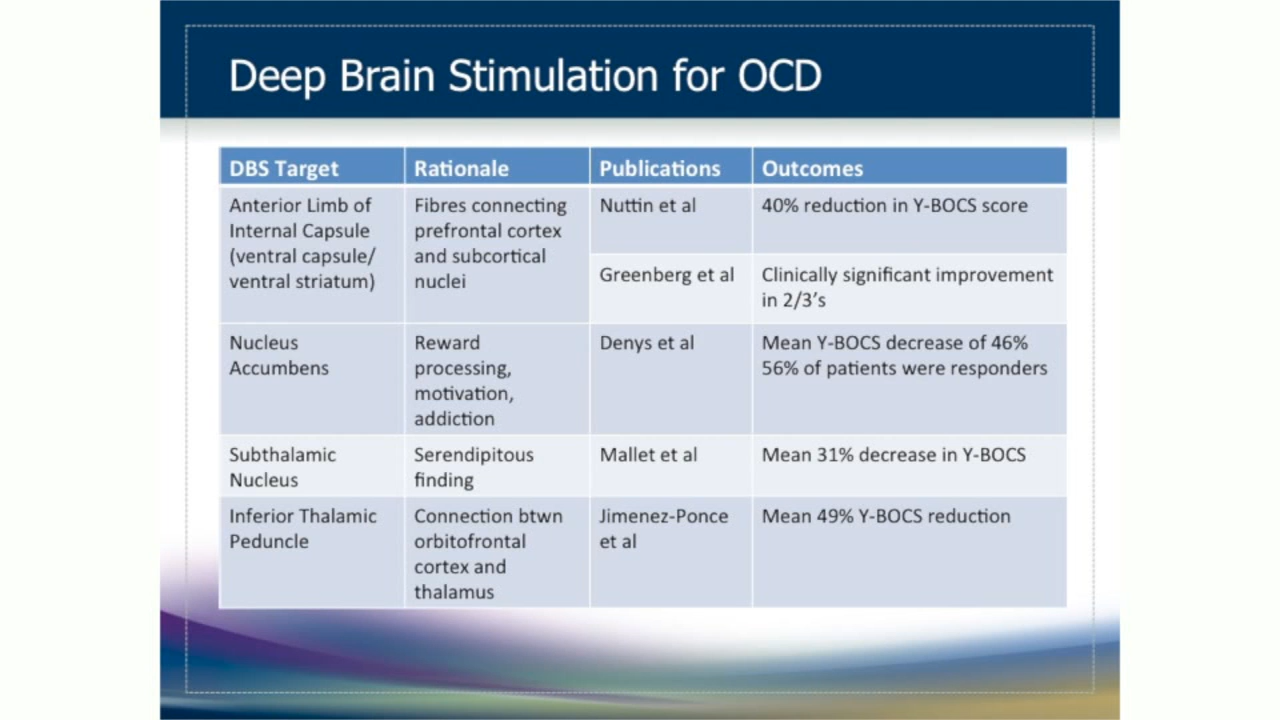 Deep Brain Stimulation for OCD
DBS Target
Rationale
Publications
Outcomes
Anterior Limb of
Internal Capsule
(ventral capsule/
ventral striatum)
Fibres connecting
prefrontal cortex
and subcortical
nuclei
Nuttin et al
40% reduction in Y-BOCS score
Greenberg et al
Clinically significant improvement
in 2/3’s
Nucleus
Accumbens
Reward
processing,
motivation,
addiction
Denys et al
Mean Y-BOCS decrease of 46%
56% of patients were responders
Subthalamic
Nucleus
Serendipitous
finding
Mallet et al
Mean 31% decrease in Y-BOCS
Inferior Thalamic
Peduncle
Connection btwn
orbitofrontal
cortex and
thalamus
Jimenez-Ponce
et al
Mean 49% Y-BOCS reduction